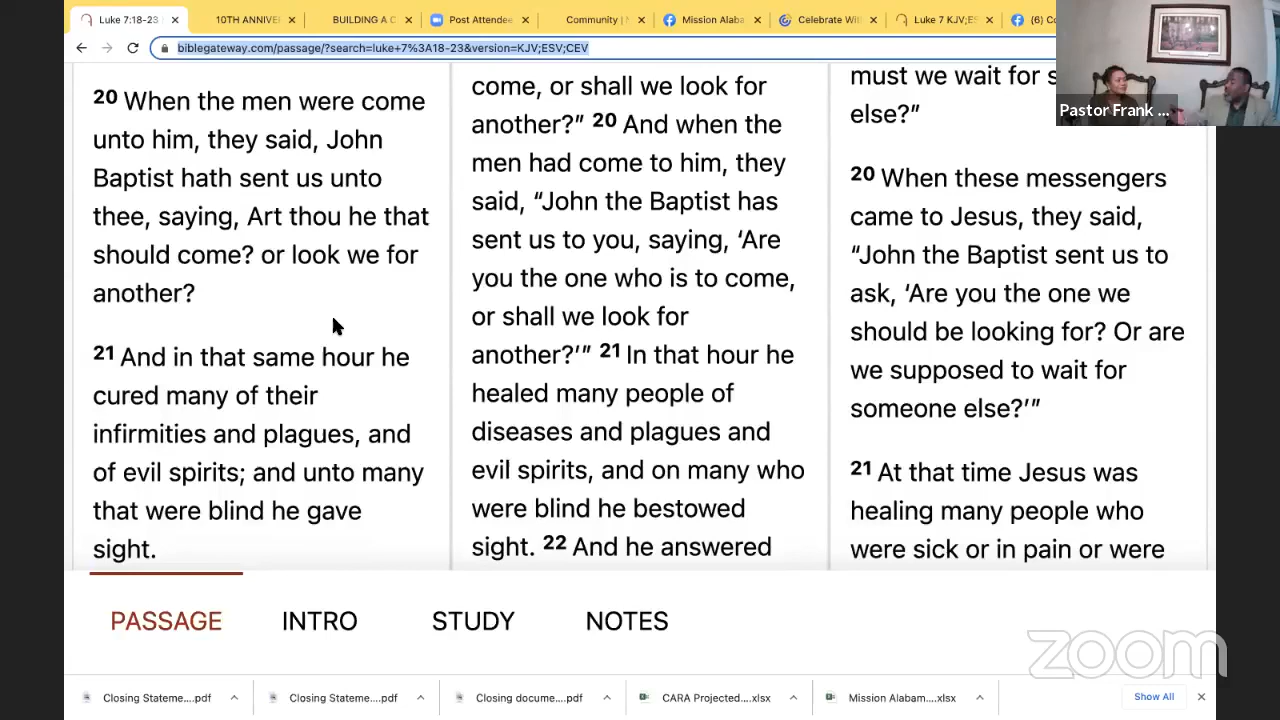 Luke 7:18-23
10TH ANNIVE
BUILDING A C
Post Attendee
Community |
Mission Alaba
Celebrate Wit
Luke 7 KJV;ES
(6) Co
biblegateway.com/passage/?search=luke+7%3A18-23&version=KJV;ESV;CEV
Pastor Frank ...
20 When the men were come
unto him, they said, John
Baptist hath sent us unto
thee, saying, Art thou he that
should come? or look we for
another?
21 And in that same hour he
cured many of their
infirmities and plagues, and
of evil spirits; and unto many
that were blind he gave
sight.
come, or shall we look for
another?” 20 And when the
men had come to him, they
said, “John the Baptist has
sent us to you, saying, ‘Are
you the one who is to come,
or shall we look for
another?’” 21 In that hour he
healed many people of
diseases and plagues and
evil spirits, and on many who
were blind he bestowed
sight. 22 And he answered
must we wait for s
else?”
20 When these messengers
came to Jesus, they said,
“John the Baptist sent us to
ask, ‘Are you the one we
should be looking for? Or are
we supposed to wait for
someone else?’”
21 At that time Jesus was
healing many people who
were sick or in pain or were
PASSAGE INTRO STUDY NOTES
zoom
Closing Stateme....pdf
Closing Stateme....pdf
Closing docume....pdf
CARA Projected....xlsx
Mission Alabam....xlsx
Show All